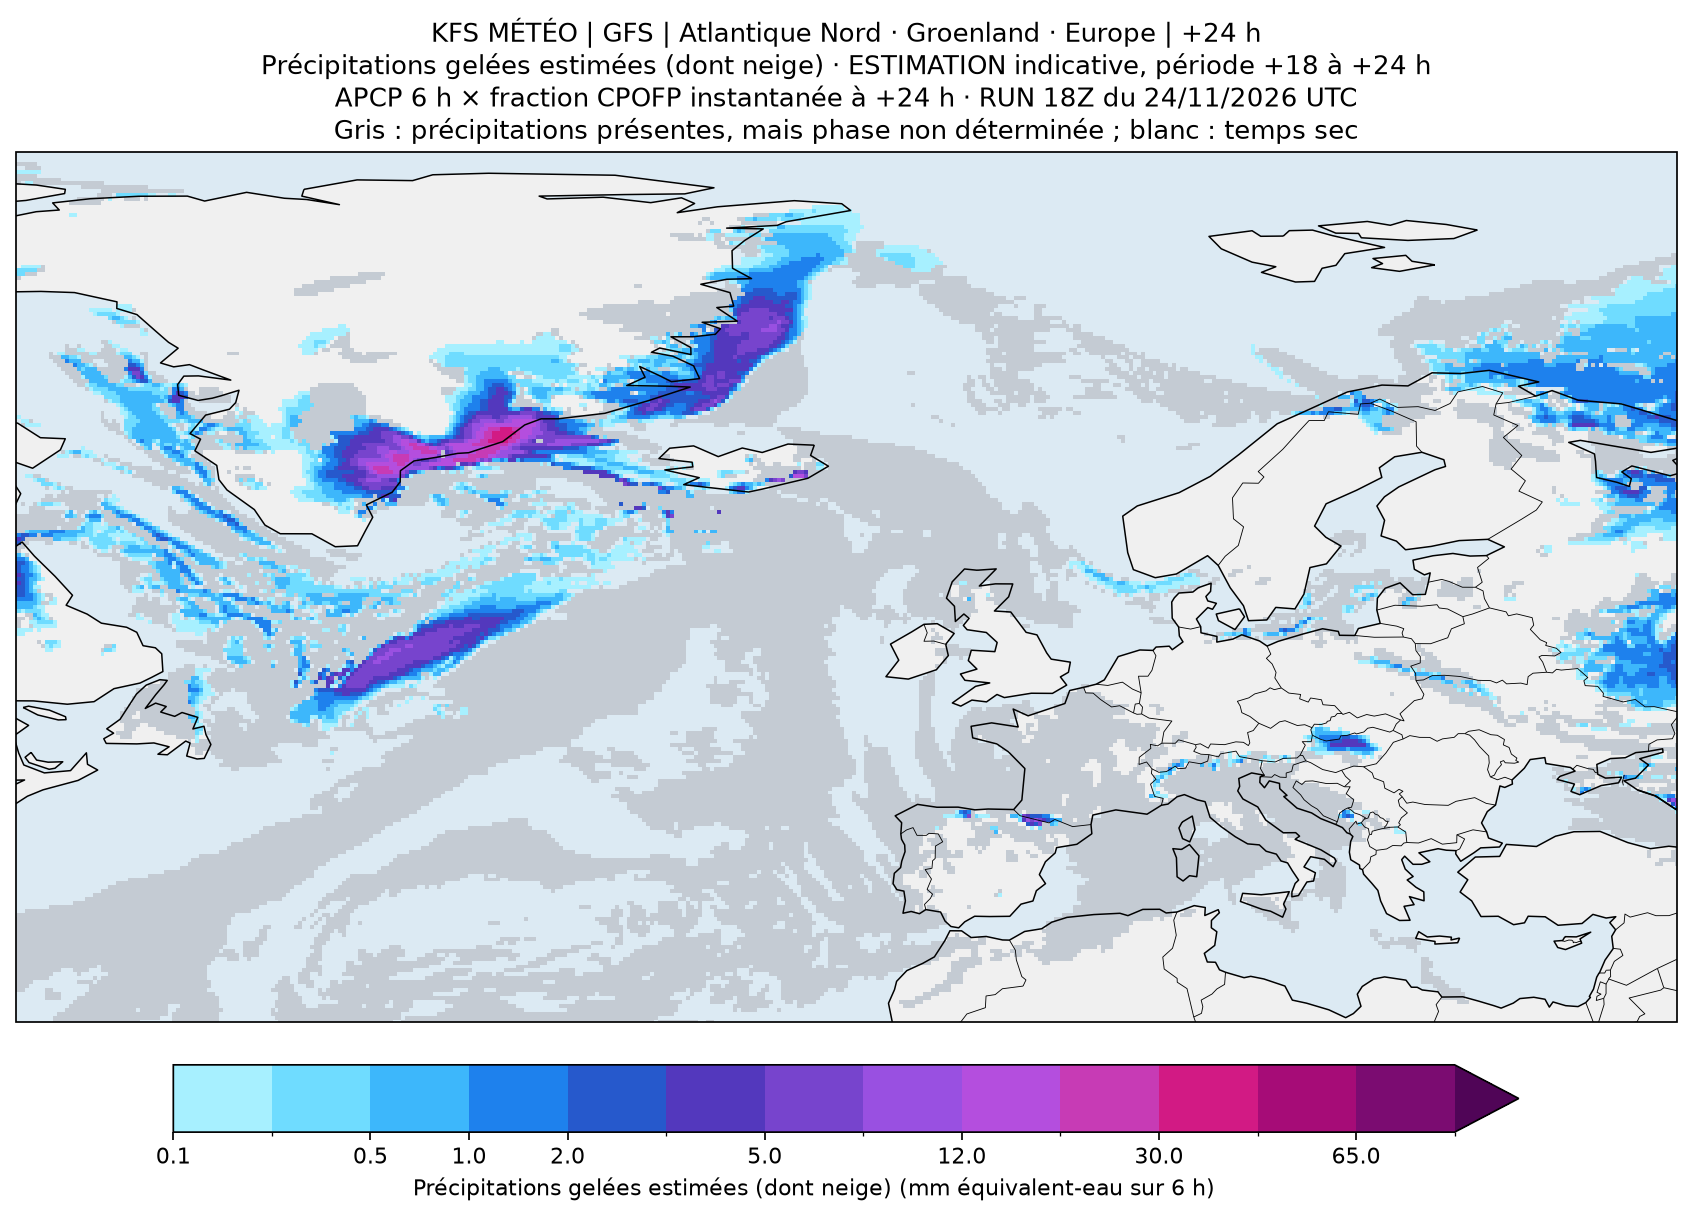 KFS MÉTÉO | GFS | Atlantique Nord · Groenland · Europe | +24 h
Précipitations gelées estimées (dont neige) · ESTIMATION indicative, période +18 à +24 h
APCP 6 h × fraction CPOFP instantanée à +24 h · RUN 18Z du 24/11/2026 UTC
Gris : précipitations présentes, mais phase non déterminée ; blanc : temps sec
0.1 0.5 1.0 2.0 5.0 12.0 30.0 65.0
Précipitations gelées estimées (dont neige) (mm équivalent-eau sur 6 h)